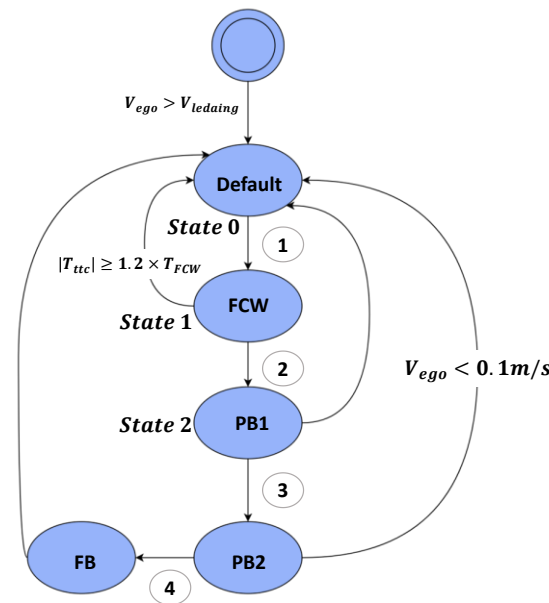 V_ego > V_ledaing
Default
State 0
1
|T_ttc| ≥ 1.2 × T_FCW
FCW
State 1
2
V_ego < 0.1m/s
State 2
PB1
3
FB
PB2
4